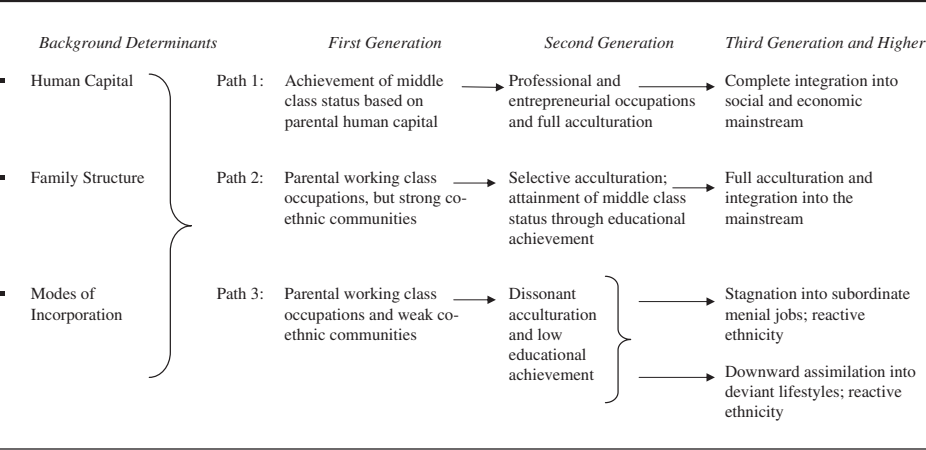 Background Determinants
First Generation
Second Generation
Third Generation and Higher
Human Capital
Path 1:
Achievement of middle
class status based on
parental human capital
Professional and
entrepreneurial occupations
and full acculturation
Complete integration into
social and economic
mainstream
Family Structure
Path 2:
Parental working class
occupations, but strong co-
ethnic communities
Selective acculturation;
attainment of middle class
status through educational
achievement
Full acculturation and
integration into the
mainstream
Modes of
Incorporation
Path 3:
Parental working class
occupations and weak co-
ethnic communities
Dissonant
acculturation
and low
educational
achievement
Stagnation into subordinate
menial jobs; reactive
ethnicity
Downward assimilation into
deviant lifestyles; reactive
ethnicity